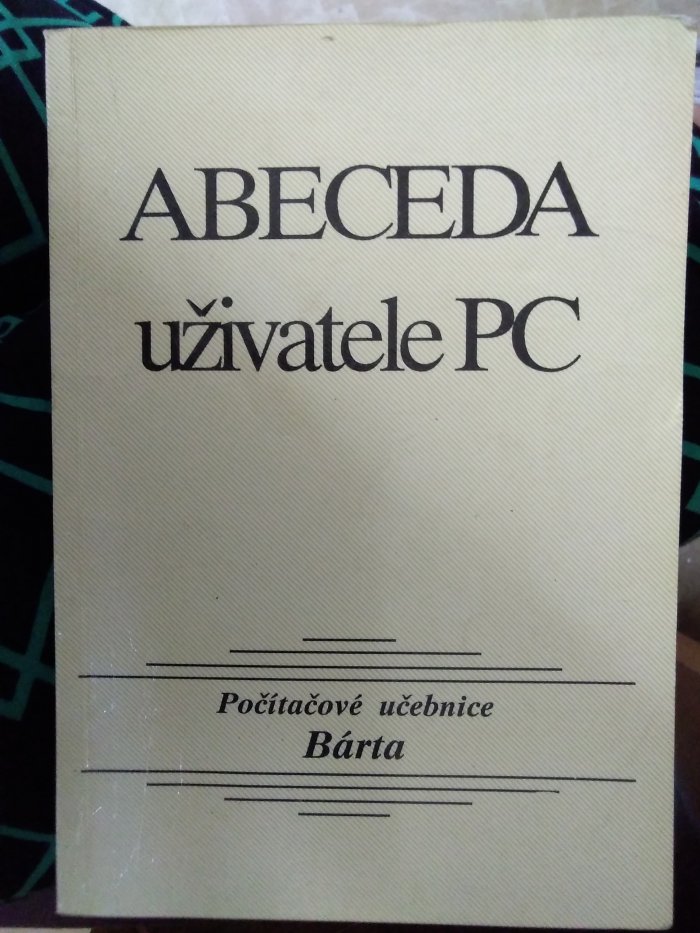 ABECEDA
uživatele PC
Počítačové učebnice
Bárta